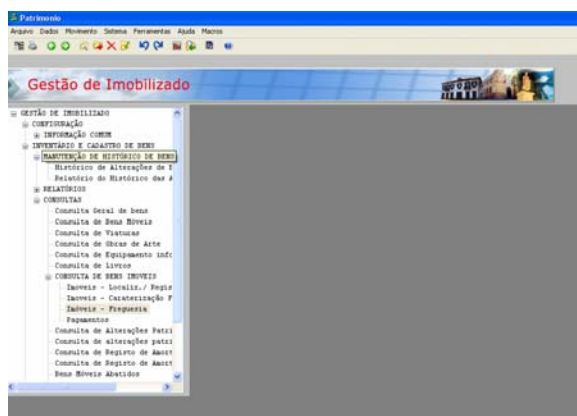 Patrimonio
Arquivo Dados Movimento Sistema Ferramentas Ajuda Macros
Gestão de Imobilizado
GESTÃO DE IMOBILIZADO
CONFIGURAÇÃO
INFORMAÇÃO COMUM
INVENTÁRIO E CADASTRO DE BENS
MANUTENÇÃO DE HISTÓRICO DE BENS
Histórico de Alterações de
Relatório do Histórico das A
RELATÓRIOS
CONSULTAS
Consulta Geral de bens
Consulta de Bens Móveis
Consulta de Viaturas
Consulta de Obras de Arte
Consulta de Equipamento info
Consulta de Livros
CONSULTA DE BENS IMOVEIS
Imoveis - Localiz./ Regis
Imoveis - Caraterização F
Imóveis - Freguesia
Pagamentos
Consulta de Alterações Patri
Consulta de alterações patri
Consulta de Registo de Amort
Consulta de Registo de Amort
Bens Móveis Abatidos